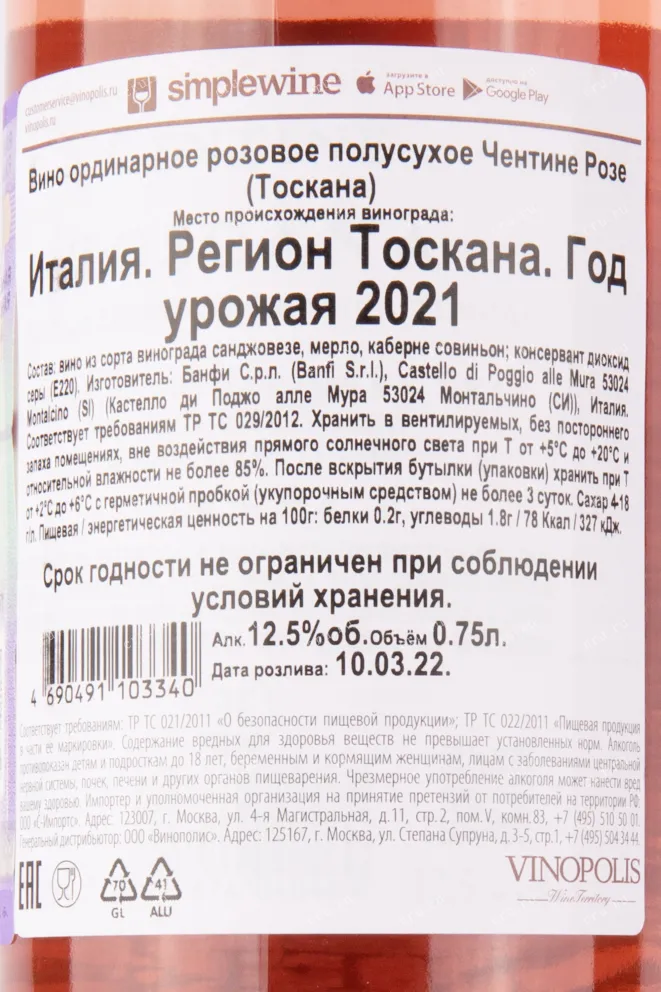 customerservice@vinopolis.ru
vinopolis.ru
simplewine
загрузите в
App Store
доступно на
Google Play
Вино ординарное розовое полусухое Чентине Розе
(Тоскана)
Место происхождения винограда:
Италия. Регион Тоскана. Год
урожая 2021
Состав: вино из сорта винограда санджовезе, мерло, каберне совиньон; консервант диоксид
серы (Е220). Изготовитель: Банфи С.р.л. (Banfi S.r.l.), Castello di Poggio alle Mura 53024
Montalcino (SI) (Кастелло ди Поджо алле Мура 53024 Монтальчино (СИ)), Италия.
Соответствует требованиям ТР ТС 029/2012. Хранить в вентилируемых, без постороннего
запаха помещениях, вне воздействия прямого солнечного света при Т от +5°С до +20°С и
относительной влажности не более 85%. После вскрытия бутылки (упаковки) хранить при Т
от +2°С до +6°С с герметичной пробкой (укупорочным средством) не более 3 суток. Сахар 4-18
г/л. Пищевая / энергетическая ценность на 100г: белки 0.2г, углеводы 1.8г / 78 Ккал / 327 кДж.
Срок годности не ограничен при соблюдении
условий хранения.
Алк. 12.5%об. Объём 0.75л.
Дата розлива: 10.03.22.
4 690491 103340
Соответствует требованиям: ТР ТС 021/2011 «О безопасности пищевой продукции»; ТР ТС 022/2011 «Пищевая продукция
в части ее маркировки». Содержание вредных для здоровья веществ не превышает установленных норм. Алкоголь
противопоказан детям и подросткам до 18 лет, беременным и кормящим женщинам, лицам с заболеваниями центральной
нервной системы, почек, печени и других органов пищеварения. Чрезмерное употребление алкоголя может нанести вред
вашему здоровью. Импортер и уполномоченная организация на принятие претензий от потребителей на территории РФ:
ООО «С-Импортс». Адрес: 123007, г. Москва, ул. 4-я Магистральная, д.11, стр.2, пом.V, комн.83, +7 (495) 510 50 01.
Генеральный дистрибьютор: ООО «Винополис». Адрес: 125167, г. Москва, ул. Степана Супруна, д.3-5, стр.1, +7 (495) 504 34 44.
EAC
70
GL
41
ALU
VINOPOLIS
Wine Territory